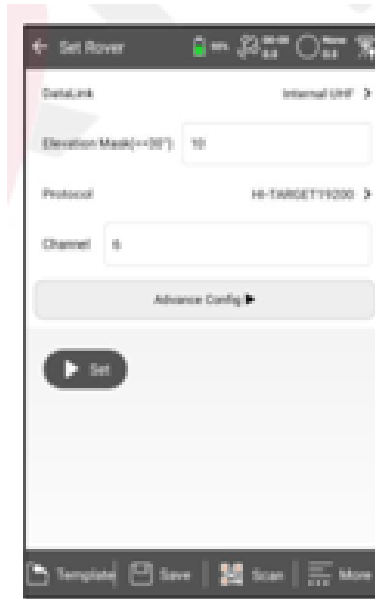 Set Rover
DataLink Internal UHF
Elevation Mask(<=30°) 10
Protocol HI-TARGET19200
Channel 6
Advance Config
Set
Template Save Scan More